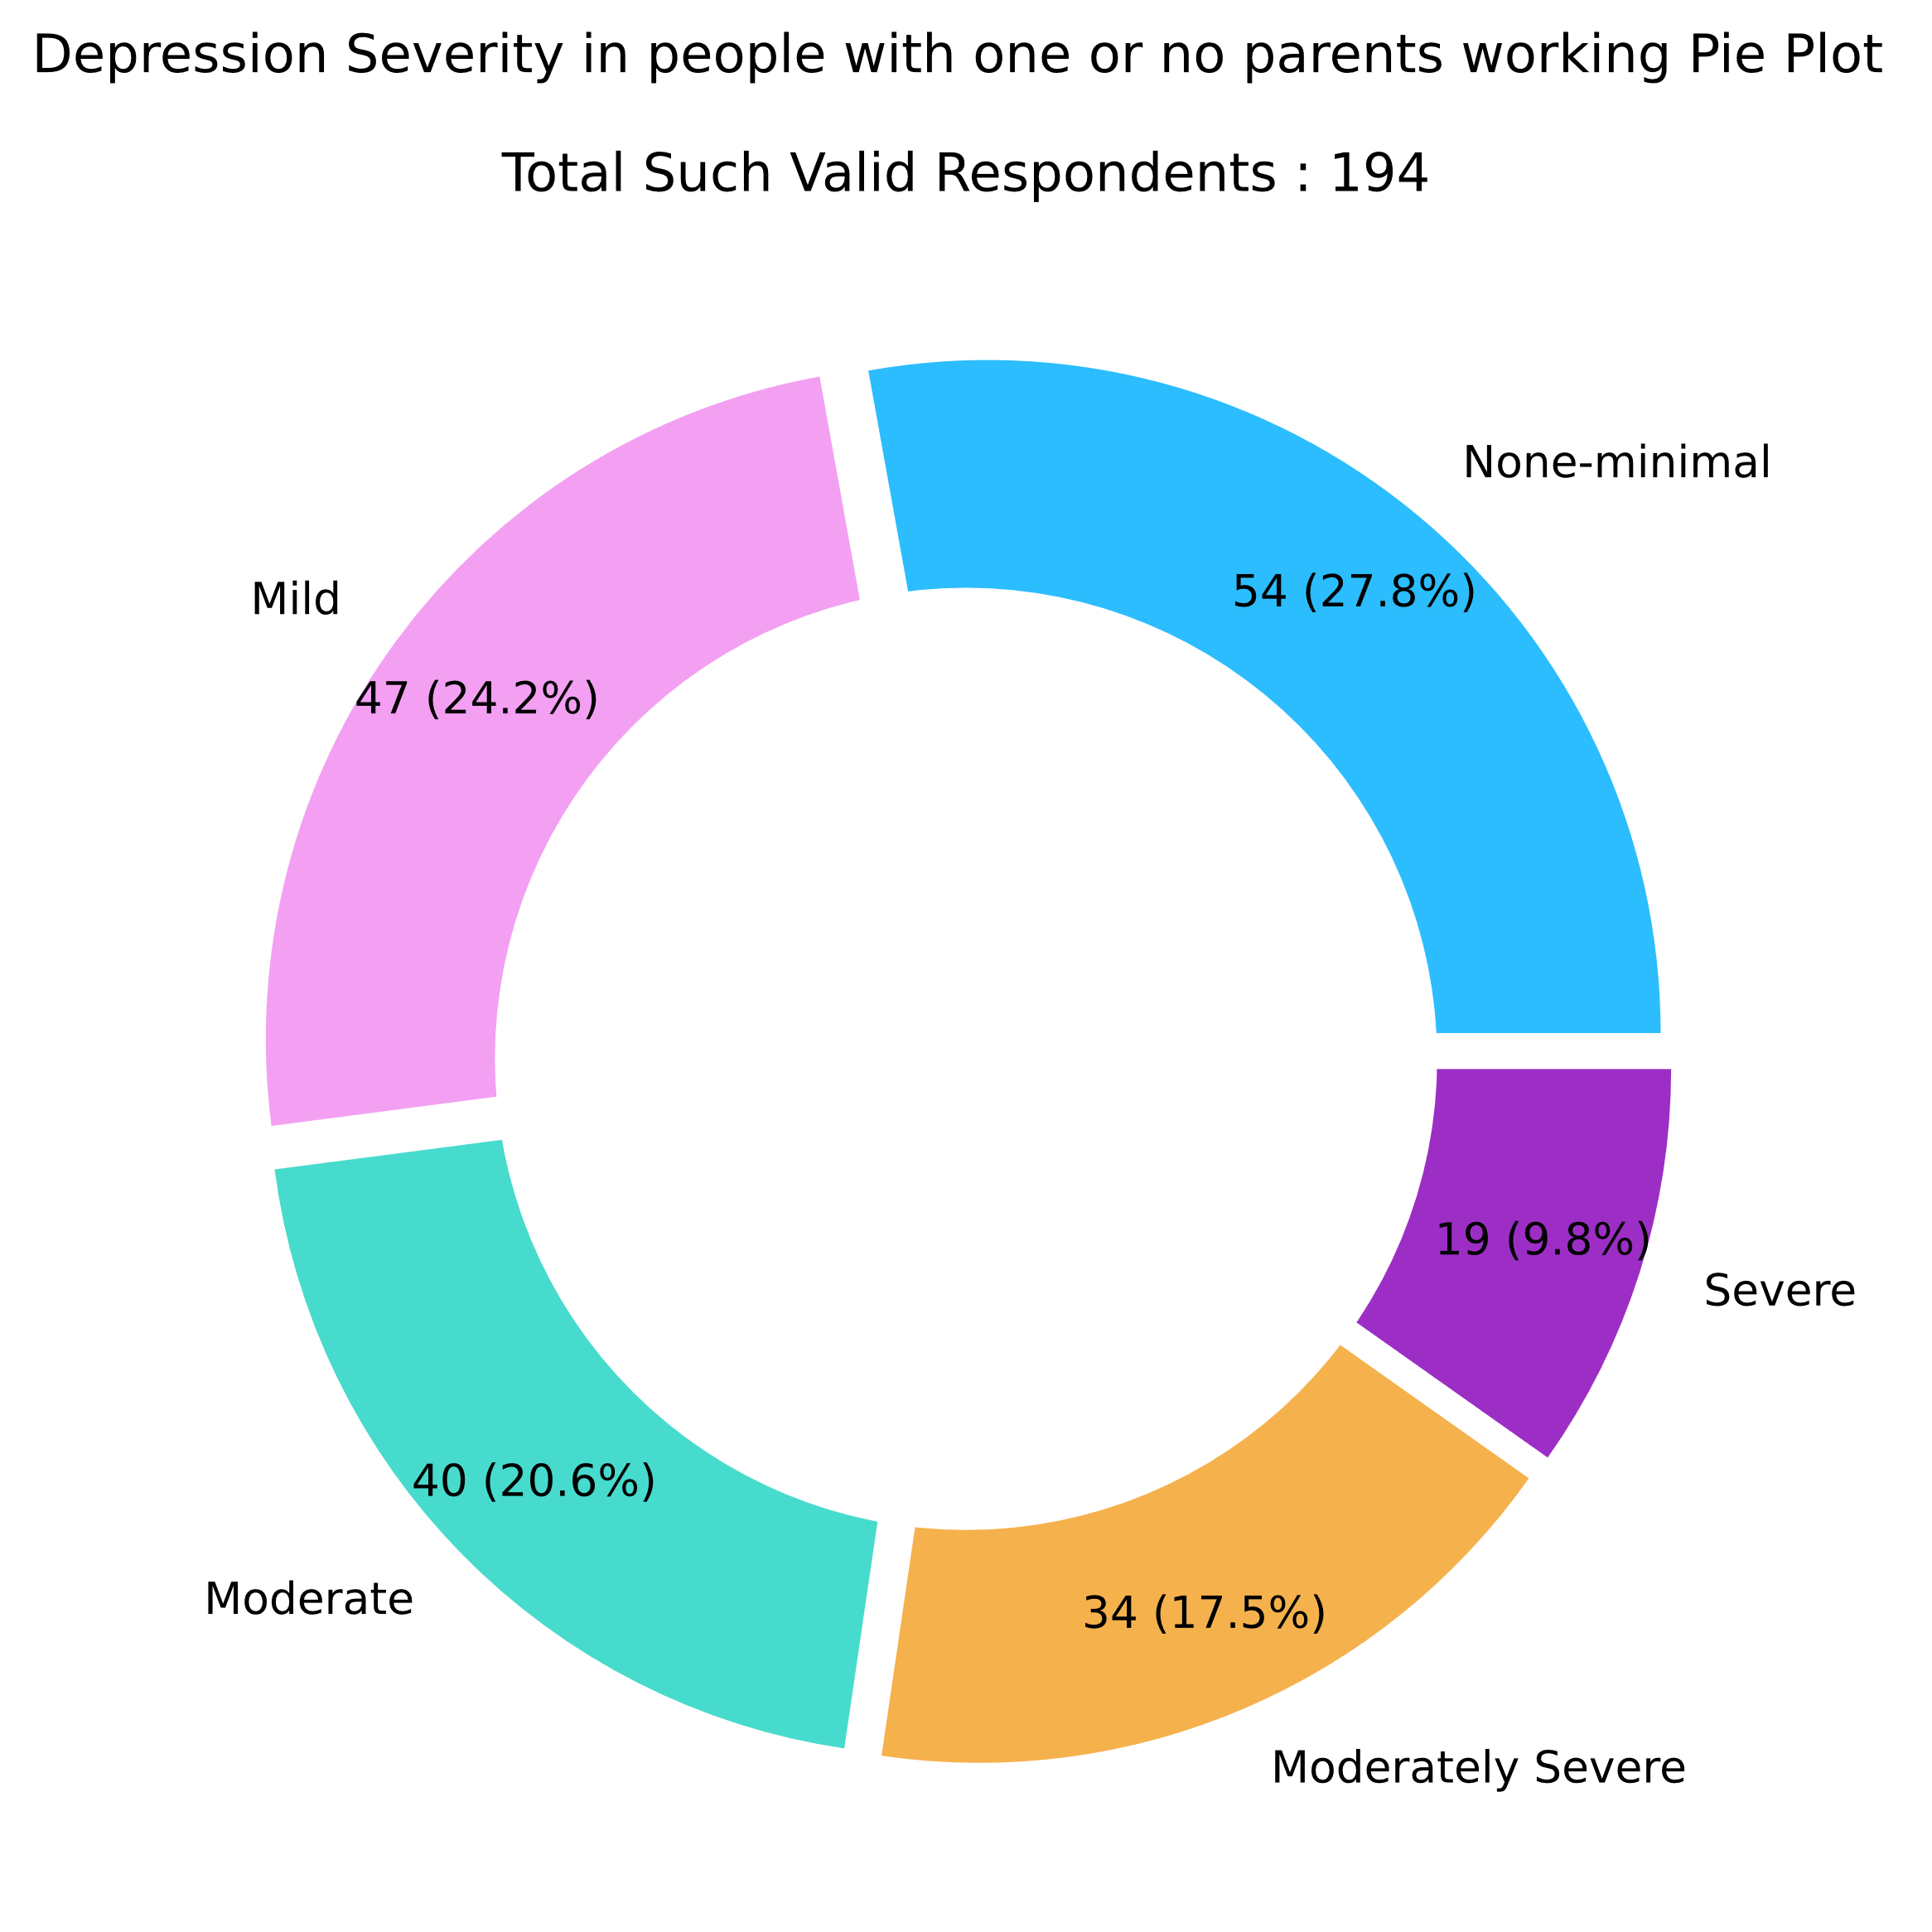 Depression Severity in people with one or no parents working Pie Plot
Total Such Valid Respondents : 194
None-minimal
54 (27.8%)
Mild
47 (24.2%)
19 (9.8%)
Severe
40 (20.6%)
Moderate
34 (17.5%)
Moderately Severe